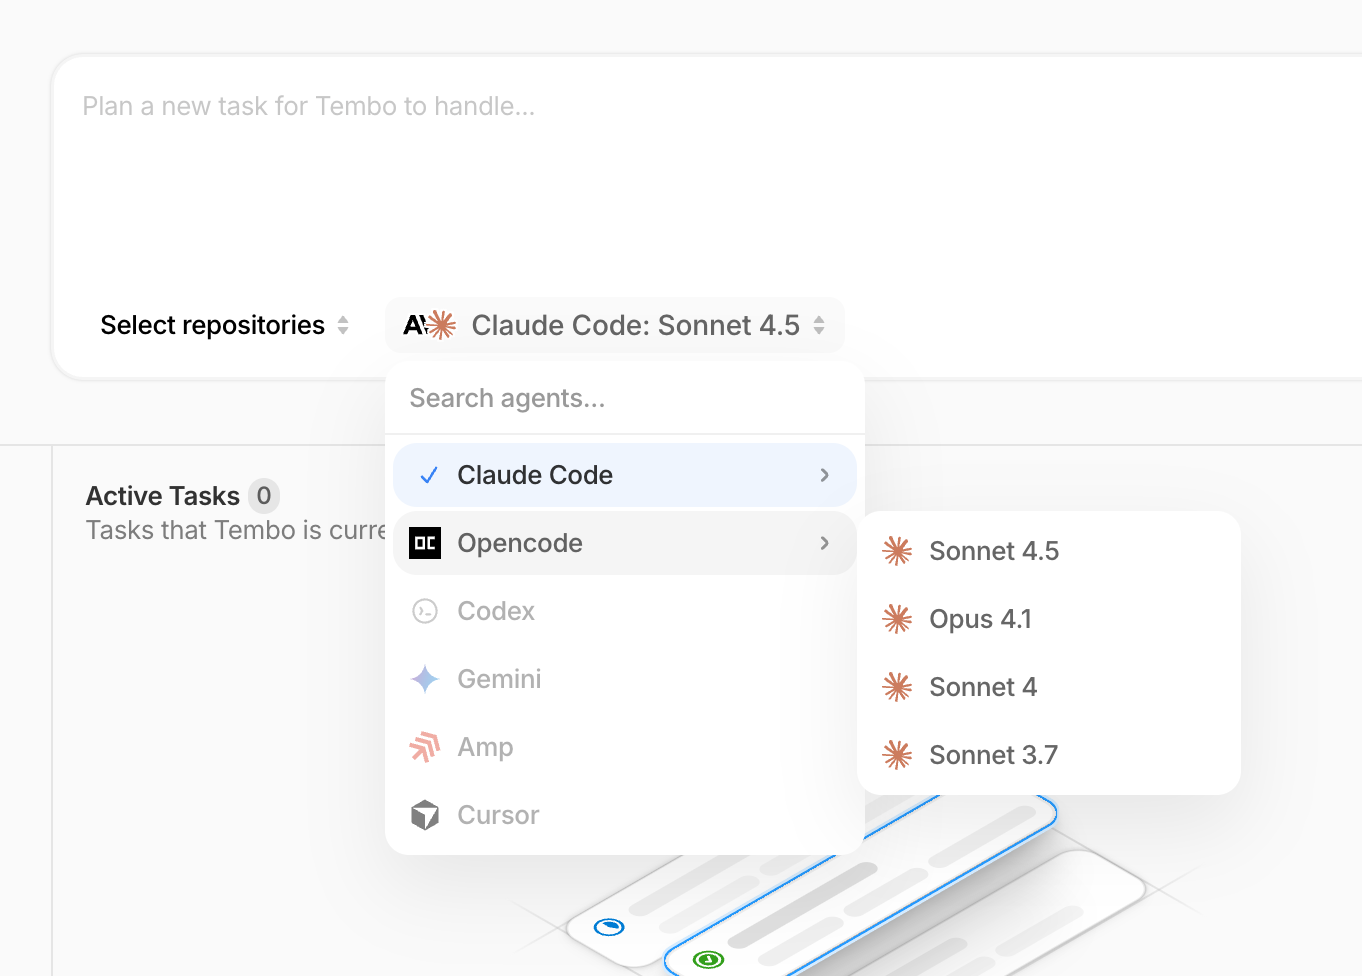 Plan a new task for Tembo to handle...
Select repositories
Claude Code: Sonnet 4.5
Search agents...
Claude Code
Opencode
Codex
Gemini
Amp
Cursor
Sonnet 4.5
Opus 4.1
Sonnet 4
Sonnet 3.7
Active Tasks 0
Tasks that Tembo is